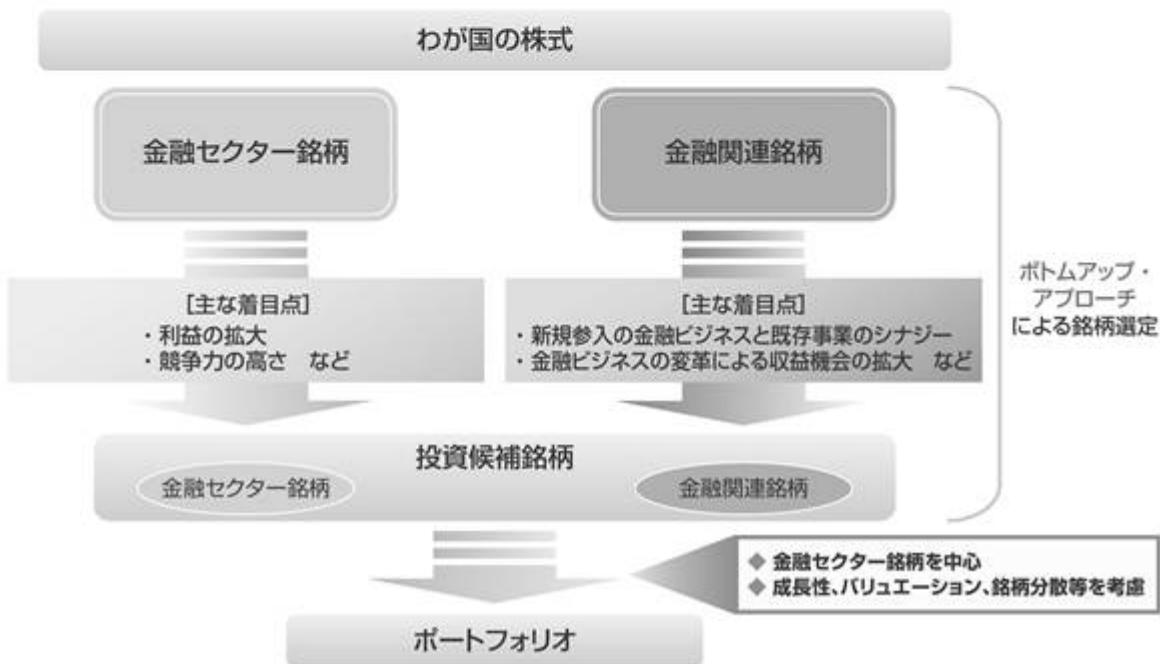 わが国の株式
金融セクター銘柄
金融関連銘柄
[主な着目点]
・利益の拡大
・競争力の高さ　など
[主な着目点]
・新規参入の金融ビジネスと既存事業のシナジー
・金融ビジネスの変革による収益機会の拡大　など
ボトムアップ・
アプローチ
による銘柄選定
投資候補銘柄
金融セクター銘柄
金融関連銘柄
◆ 金融セクター銘柄を中心
◆ 成長性、バリュエーション、銘柄分散等を考慮
ポートフォリオ